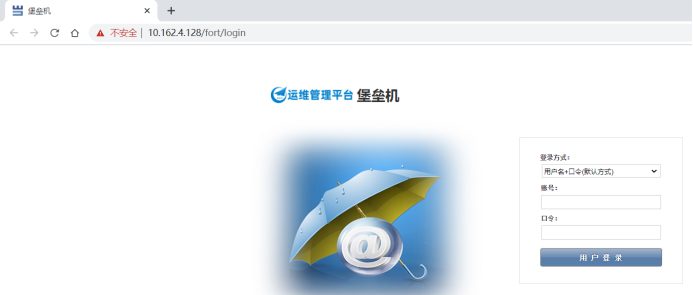 堡垒机
不安全 | 10.162.4.128/fort/login
运维管理平台 堡垒机
登录方式：
用户名+口令(默认方式)
账号：
口令：
用 户 登 录
@